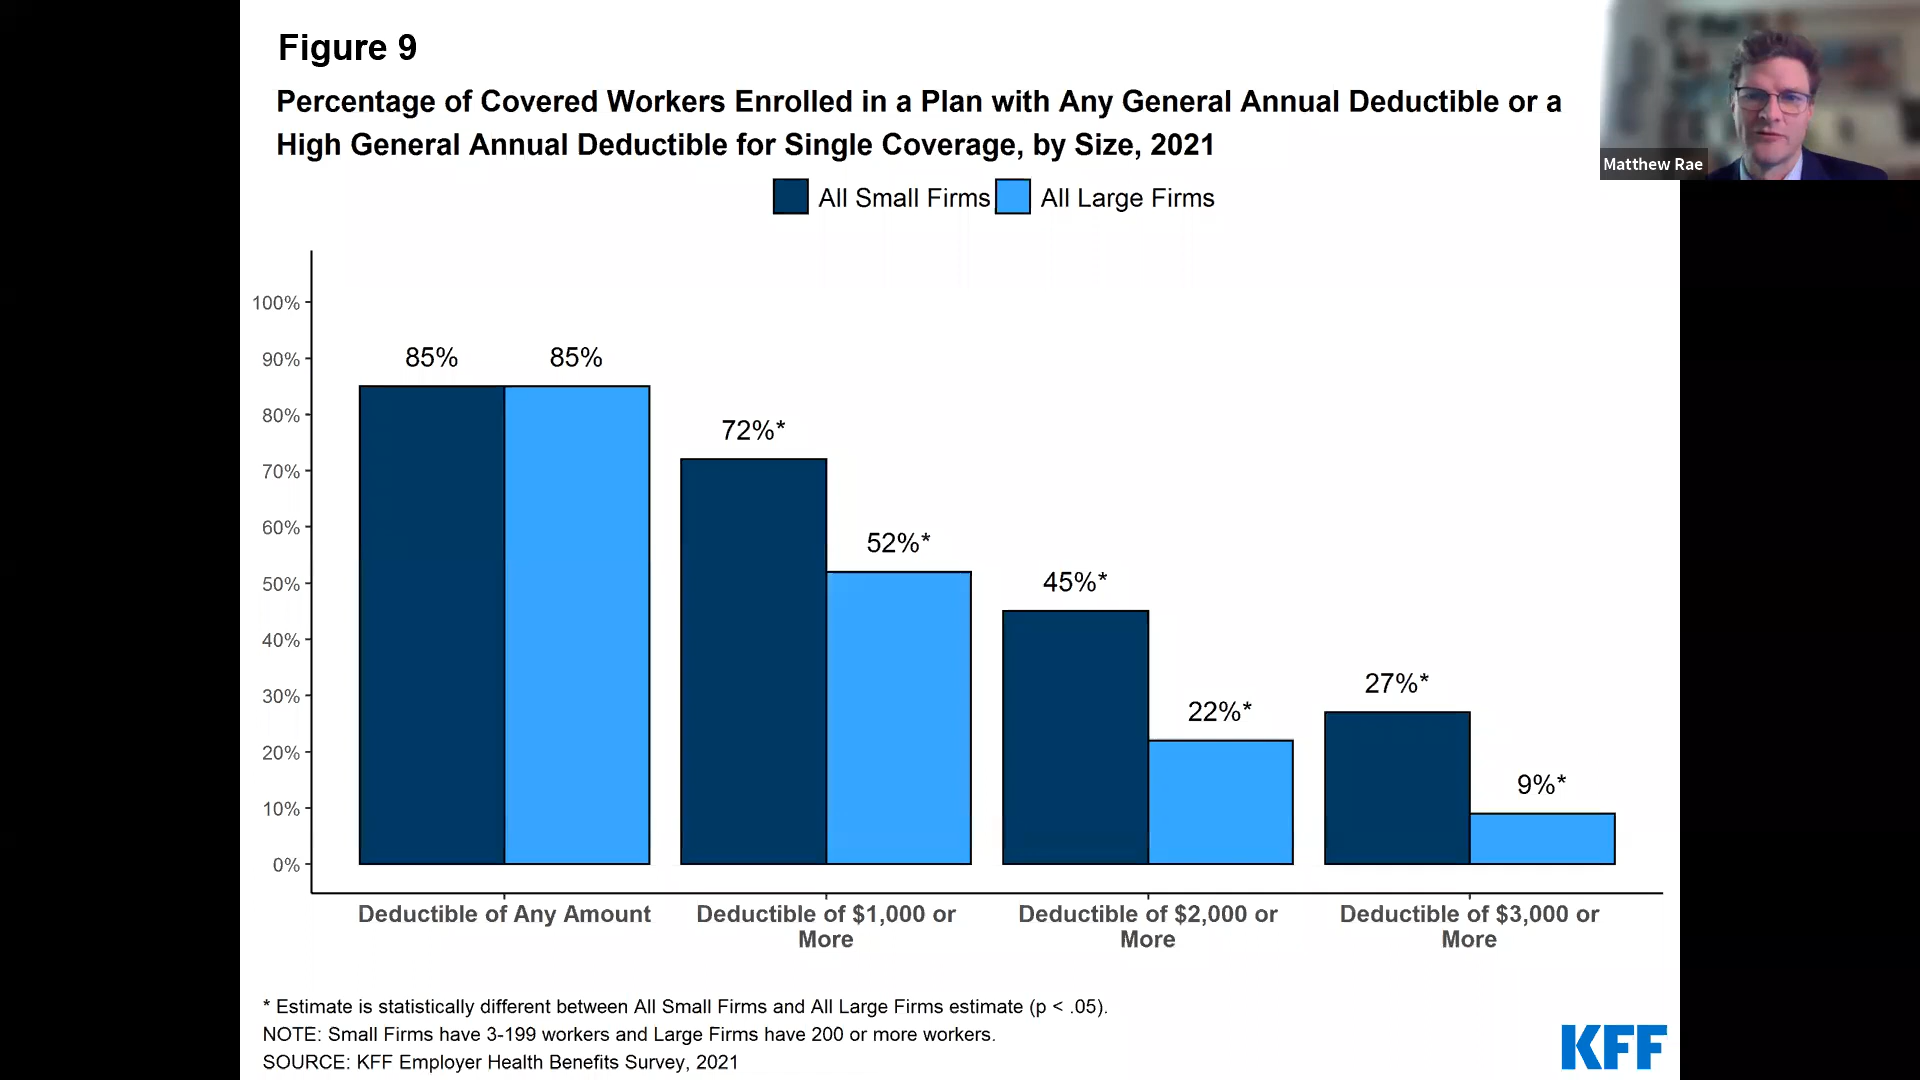 Figure 9
Percentage of Covered Workers Enrolled in a Plan with Any General Annual Deductible or a
High General Annual Deductible for Single Coverage, by Size, 2021
Matthew Rae
All Small Firms All Large Firms
100%
90%
80%
70%
60%
50%
40%
30%
20%
10%
0%
85% 85%
72%* 52%*
45%* 22%*
27%* 9%*
Deductible of Any Amount
Deductible of $1,000 or
More
Deductible of $2,000 or
More
Deductible of $3,000 or
More
* Estimate is statistically different between All Small Firms and All Large Firms estimate (p < .05).
NOTE: Small Firms have 3-199 workers and Large Firms have 200 or more workers.
SOURCE: KFF Employer Health Benefits Survey, 2021
KFF